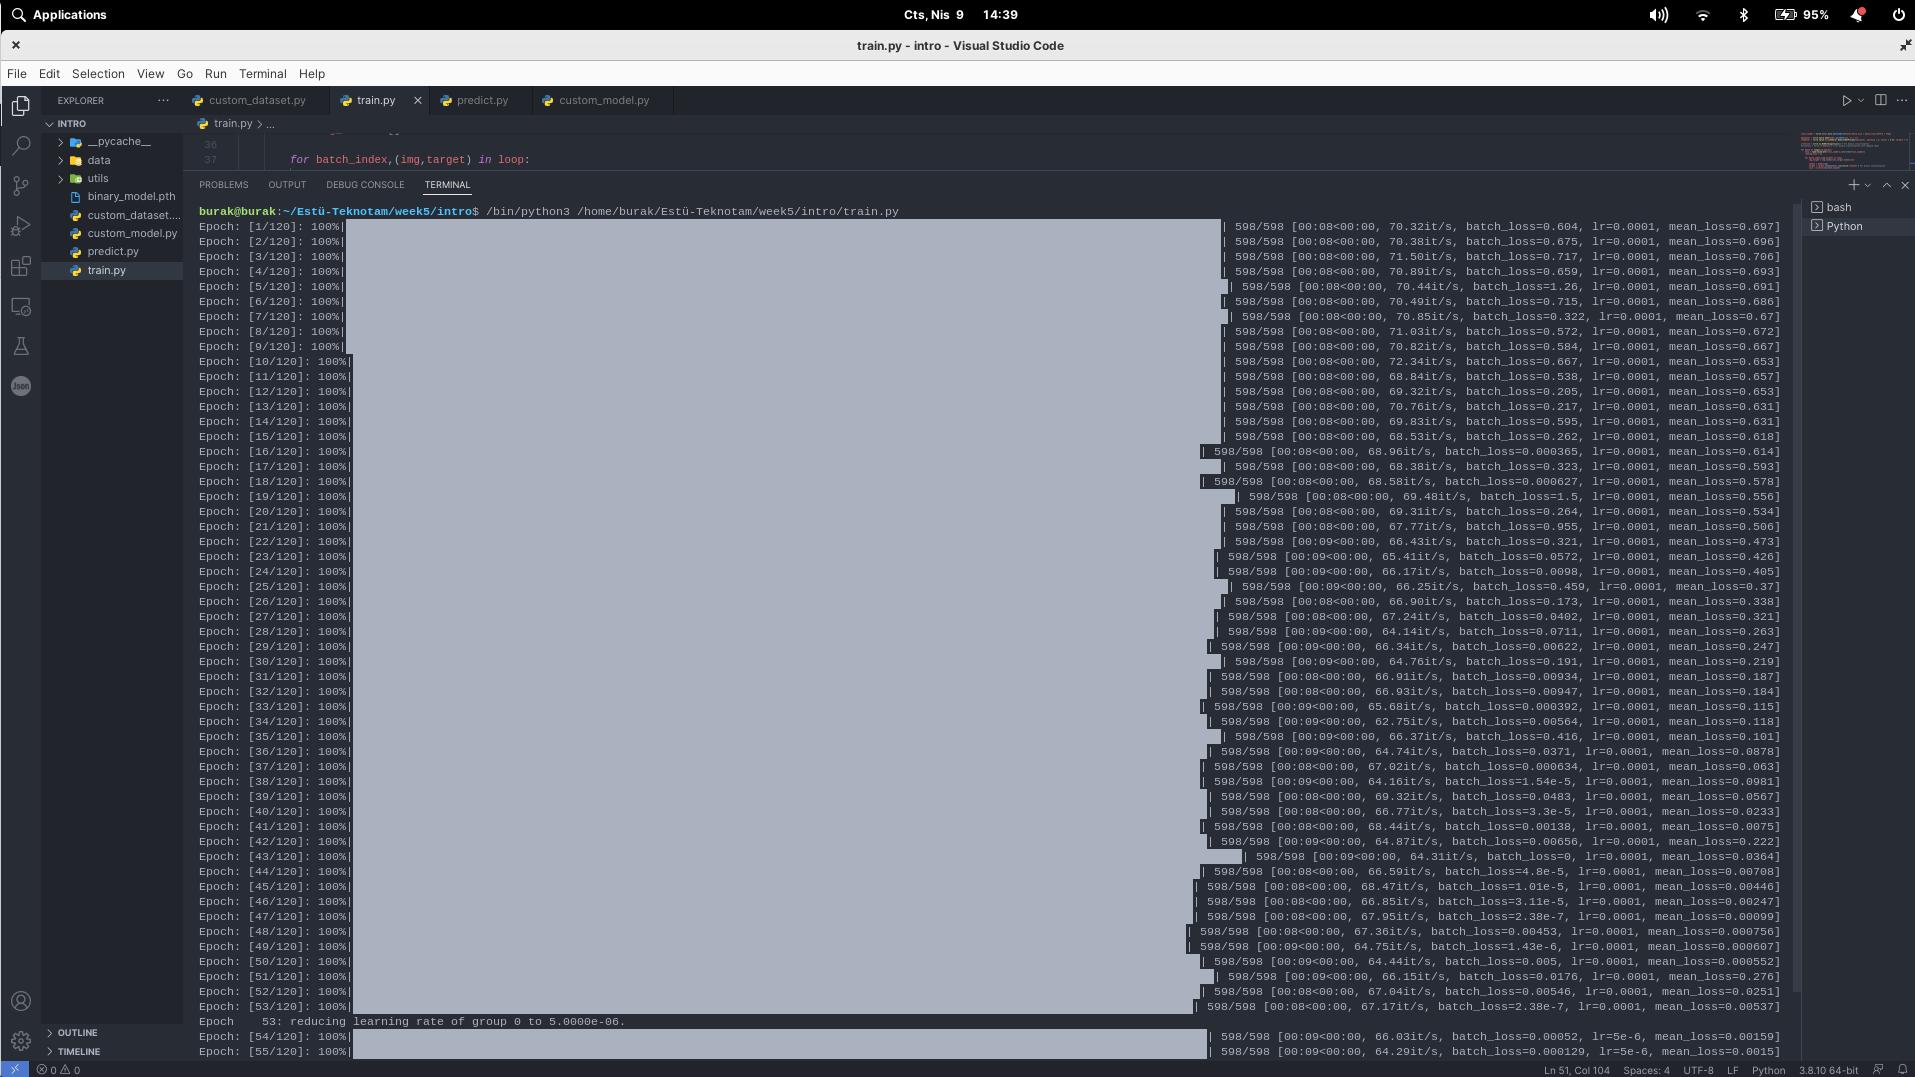 Applications
Cts, Nis 9 14:39
95%
train.py - intro - Visual Studio Code
File Edit Selection View Go Run Terminal Help
EXPLORER
custom_dataset.py train.py predict.py custom_model.py
INTRO
train.py > ...
__pycache__
data
utils
binary_model.pth
custom_dataset....
custom_model.py
predict.py
train.py
36
37 for batch_index,(img,target) in loop:
PROBLEMS OUTPUT DEBUG CONSOLE TERMINAL
bash
Python
burak@burak:~/Estü-Teknotam/week5/intro$ /bin/python3 /home/burak/Estü-Teknotam/week5/intro/train.py
Epoch: [1/120]: 100%| | 598/598 [00:08<00:00, 70.32it/s, batch_loss=0.604, lr=0.0001, mean_loss=0.697]
Epoch: [2/120]: 100%| | 598/598 [00:08<00:00, 70.38it/s, batch_loss=0.675, lr=0.0001, mean_loss=0.696]
Epoch: [3/120]: 100%| | 598/598 [00:08<00:00, 71.50it/s, batch_loss=0.717, lr=0.0001, mean_loss=0.706]
Epoch: [4/120]: 100%| | 598/598 [00:08<00:00, 70.89it/s, batch_loss=0.659, lr=0.0001, mean_loss=0.693]
Epoch: [5/120]: 100%| | 598/598 [00:08<00:00, 70.44it/s, batch_loss=1.26, lr=0.0001, mean_loss=0.691]
Epoch: [6/120]: 100%| | 598/598 [00:08<00:00, 70.49it/s, batch_loss=0.715, lr=0.0001, mean_loss=0.686]
Epoch: [7/120]: 100%| | 598/598 [00:08<00:00, 70.85it/s, batch_loss=0.322, lr=0.0001, mean_loss=0.67]
Epoch: [8/120]: 100%| | 598/598 [00:08<00:00, 71.03it/s, batch_loss=0.572, lr=0.0001, mean_loss=0.672]
Epoch: [9/120]: 100%| | 598/598 [00:08<00:00, 70.82it/s, batch_loss=0.584, lr=0.0001, mean_loss=0.667]
Epoch: [10/120]: 100%| | 598/598 [00:08<00:00, 72.34it/s, batch_loss=0.667, lr=0.0001, mean_loss=0.653]
Epoch: [11/120]: 100%| | 598/598 [00:08<00:00, 68.84it/s, batch_loss=0.538, lr=0.0001, mean_loss=0.657]
Epoch: [12/120]: 100%| | 598/598 [00:08<00:00, 69.32it/s, batch_loss=0.205, lr=0.0001, mean_loss=0.653]
Epoch: [13/120]: 100%| | 598/598 [00:08<00:00, 70.76it/s, batch_loss=0.217, lr=0.0001, mean_loss=0.631]
Epoch: [14/120]: 100%| | 598/598 [00:08<00:00, 69.83it/s, batch_loss=0.595, lr=0.0001, mean_loss=0.631]
Epoch: [15/120]: 100%| | 598/598 [00:08<00:00, 68.53it/s, batch_loss=0.262, lr=0.0001, mean_loss=0.618]
Epoch: [16/120]: 100%| | 598/598 [00:08<00:00, 68.96it/s, batch_loss=0.000365, lr=0.0001, mean_loss=0.614]
Epoch: [17/120]: 100%| | 598/598 [00:08<00:00, 68.38it/s, batch_loss=0.323, lr=0.0001, mean_loss=0.593]
Epoch: [18/120]: 100%| | 598/598 [00:08<00:00, 68.58it/s, batch_loss=0.000627, lr=0.0001, mean_loss=0.578]
Epoch: [19/120]: 100%| | 598/598 [00:08<00:00, 69.48it/s, batch_loss=1.5, lr=0.0001, mean_loss=0.556]
Epoch: [20/120]: 100%| | 598/598 [00:08<00:00, 69.31it/s, batch_loss=0.264, lr=0.0001, mean_loss=0.534]
Epoch: [21/120]: 100%| | 598/598 [00:08<00:00, 67.77it/s, batch_loss=0.955, lr=0.0001, mean_loss=0.506]
Epoch: [22/120]: 100%| | 598/598 [00:09<00:00, 66.43it/s, batch_loss=0.321, lr=0.0001, mean_loss=0.473]
Epoch: [23/120]: 100%| | 598/598 [00:09<00:00, 65.41it/s, batch_loss=0.0572, lr=0.0001, mean_loss=0.426]
Epoch: [24/120]: 100%| | 598/598 [00:09<00:00, 66.17it/s, batch_loss=0.0098, lr=0.0001, mean_loss=0.405]
Epoch: [25/120]: 100%| | 598/598 [00:09<00:00, 66.25it/s, batch_loss=0.459, lr=0.0001, mean_loss=0.37]
Epoch: [26/120]: 100%| | 598/598 [00:08<00:00, 66.90it/s, batch_loss=0.173, lr=0.0001, mean_loss=0.338]
Epoch: [27/120]: 100%| | 598/598 [00:08<00:00, 67.24it/s, batch_loss=0.0402, lr=0.0001, mean_loss=0.321]
Epoch: [28/120]: 100%| | 598/598 [00:09<00:00, 64.14it/s, batch_loss=0.0711, lr=0.0001, mean_loss=0.263]
Epoch: [29/120]: 100%| | 598/598 [00:09<00:00, 66.34it/s, batch_loss=0.00622, lr=0.0001, mean_loss=0.247]
Epoch: [30/120]: 100%| | 598/598 [00:09<00:00, 64.76it/s, batch_loss=0.191, lr=0.0001, mean_loss=0.219]
Epoch: [31/120]: 100%| | 598/598 [00:08<00:00, 66.91it/s, batch_loss=0.00934, lr=0.0001, mean_loss=0.187]
Epoch: [32/120]: 100%| | 598/598 [00:08<00:00, 66.93it/s, batch_loss=0.00947, lr=0.0001, mean_loss=0.184]
Epoch: [33/120]: 100%| | 598/598 [00:09<00:00, 65.68it/s, batch_loss=0.000392, lr=0.0001, mean_loss=0.115]
Epoch: [34/120]: 100%| | 598/598 [00:09<00:00, 62.75it/s, batch_loss=0.00564, lr=0.0001, mean_loss=0.118]
Epoch: [35/120]: 100%| | 598/598 [00:09<00:00, 66.37it/s, batch_loss=0.416, lr=0.0001, mean_loss=0.101]
Epoch: [36/120]: 100%| | 598/598 [00:09<00:00, 64.74it/s, batch_loss=0.0371, lr=0.0001, mean_loss=0.0878]
Epoch: [37/120]: 100%| | 598/598 [00:08<00:00, 67.02it/s, batch_loss=0.000634, lr=0.0001, mean_loss=0.063]
Epoch: [38/120]: 100%| | 598/598 [00:09<00:00, 64.16it/s, batch_loss=1.54e-5, lr=0.0001, mean_loss=0.0981]
Epoch: [39/120]: 100%| | 598/598 [00:08<00:00, 69.32it/s, batch_loss=0.0483, lr=0.0001, mean_loss=0.0567]
Epoch: [40/120]: 100%| | 598/598 [00:08<00:00, 66.77it/s, batch_loss=3.3e-5, lr=0.0001, mean_loss=0.0233]
Epoch: [41/120]: 100%| | 598/598 [00:08<00:00, 68.44it/s, batch_loss=0.00138, lr=0.0001, mean_loss=0.0075]
Epoch: [42/120]: 100%| | 598/598 [00:09<00:00, 64.87it/s, batch_loss=0.00656, lr=0.0001, mean_loss=0.222]
Epoch: [43/120]: 100%| | 598/598 [00:09<00:00, 64.31it/s, batch_loss=0, lr=0.0001, mean_loss=0.0364]
Epoch: [44/120]: 100%| | 598/598 [00:08<00:00, 66.59it/s, batch_loss=4.8e-5, lr=0.0001, mean_loss=0.00708]
Epoch: [45/120]: 100%| | 598/598 [00:08<00:00, 68.47it/s, batch_loss=1.01e-5, lr=0.0001, mean_loss=0.00446]
Epoch: [46/120]: 100%| | 598/598 [00:08<00:00, 66.85it/s, batch_loss=3.11e-5, lr=0.0001, mean_loss=0.00247]
Epoch: [47/120]: 100%| | 598/598 [00:08<00:00, 67.95it/s, batch_loss=2.38e-7, lr=0.0001, mean_loss=0.00099]
Epoch: [48/120]: 100%| | 598/598 [00:08<00:00, 67.36it/s, batch_loss=0.00453, lr=0.0001, mean_loss=0.000756]
Epoch: [49/120]: 100%| | 598/598 [00:09<00:00, 64.75it/s, batch_loss=1.43e-6, lr=0.0001, mean_loss=0.000607]
Epoch: [50/120]: 100%| | 598/598 [00:09<00:00, 64.44it/s, batch_loss=0.005, lr=0.0001, mean_loss=0.000552]
Epoch: [51/120]: 100%| | 598/598 [00:09<00:00, 66.15it/s, batch_loss=0.0176, lr=0.0001, mean_loss=0.276]
Epoch: [52/120]: 100%| | 598/598 [00:08<00:00, 67.04it/s, batch_loss=0.00546, lr=0.0001, mean_loss=0.0251]
Epoch: [53/120]: 100%| | 598/598 [00:08<00:00, 67.17it/s, batch_loss=2.38e-7, lr=0.0001, mean_loss=0.00537]
Epoch 53: reducing learning rate of group 0 to 5.0000e-06.
Epoch: [54/120]: 100%| | 598/598 [00:09<00:00, 66.03it/s, batch_loss=0.00052, lr=5e-6, mean_loss=0.00159]
Epoch: [55/120]: 100%| | 598/598 [00:09<00:00, 64.29it/s, batch_loss=0.000129, lr=5e-6, mean_loss=0.0015]
Json
OUTLINE
TIMELINE
0 0
Ln 51, Col 104 Spaces: 4 UTF-8 LF Python 3.8.10 64-bit